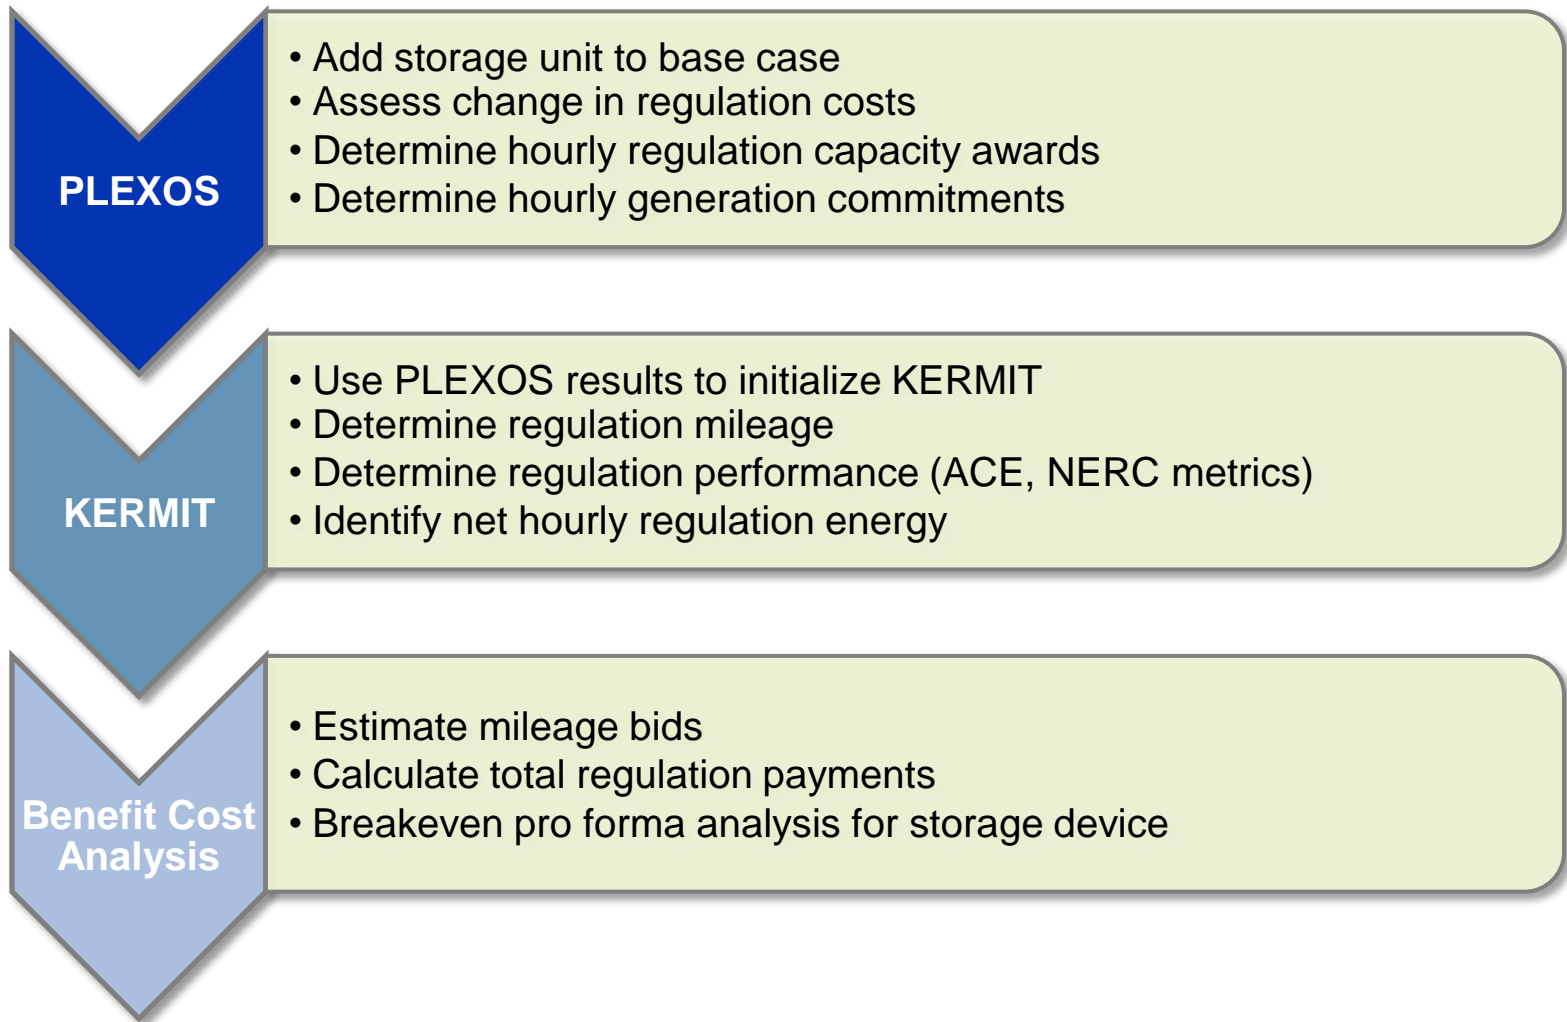 PLEXOS
• Add storage unit to base case
• Assess change in regulation costs
• Determine hourly regulation capacity awards
• Determine hourly generation commitments
KERMIT
• Use PLEXOS results to initialize KERMIT
• Determine regulation mileage
• Determine regulation performance (ACE, NERC metrics)
• Identify net hourly regulation energy
Benefit Cost
Analysis
• Estimate mileage bids
• Calculate total regulation payments
• Breakeven pro forma analysis for storage device